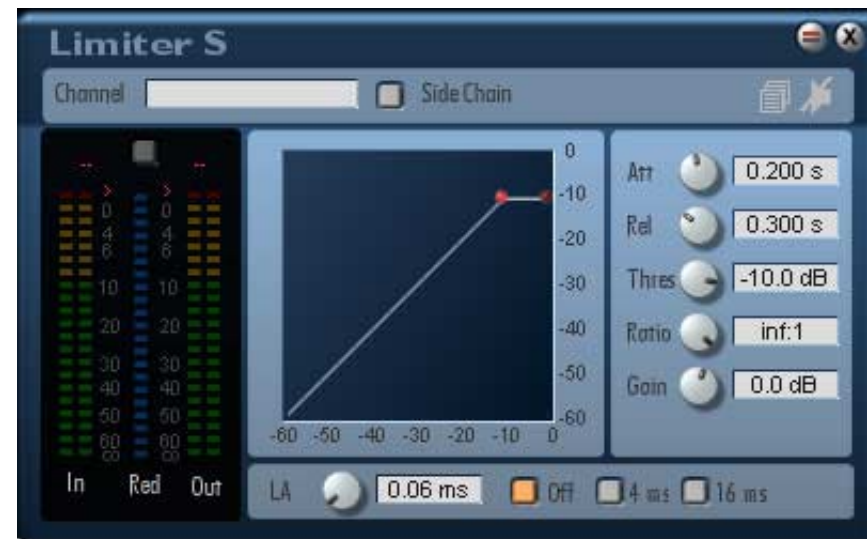 Limiter S
Channel Side Chain
-- --
> >
0 0
4 4
6 6
10 10
20 20
30 30
40 40
50 50
60 60
∞ ∞
In Red Out
0
-10
-20
-30
-40
-50
-60
-60 -50 -40 -30 -20 -10 0
Att 0.200 s
Rel 0.300 s
Thres -10.0 dB
Ratio inf:1
Gain 0.0 dB
LA 0.06 ms Off 4 ms 16 ms